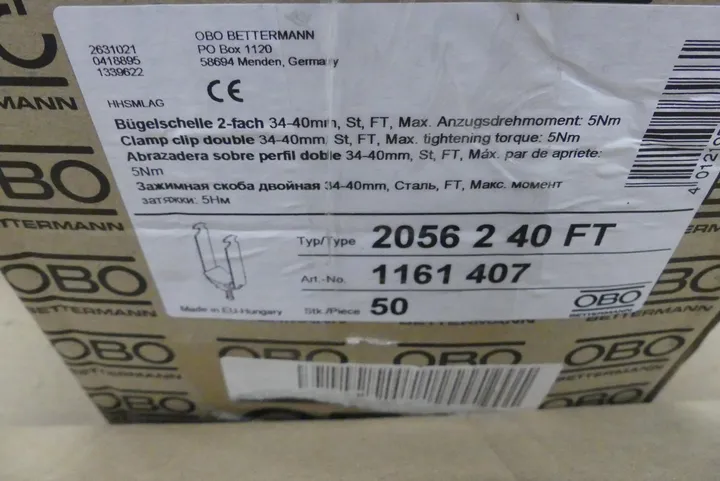 OBO BETTERMANN
PO Box 1120
58694 Menden, Germany
2631021
0418895
1339622
HHSMLAG
CE
Bügelschelle 2-fach 34-40mm, St, FT, Max. Anzugsdrehmoment: 5Nm
Clamp clip double 34-40mm, St, FT, Max. tightening torque: 5Nm
Abrazadera sobre perfil doble 34-40mm, St, FT, Máx. par de apriete:
5Nm
Зажимная скоба двойная 34-40mm, Сталь, FT, Макс. момент
затяжки: 5Нм
Typ/Type 2056 2 40 FT
Art.-No. 1161 407
Stk./Piece 50
Made in EU-Hungary
OBO
BETTERMANN
OBO
BETTERMANN
OBO
BETTERMANN
OBO
BETTERMANN
OBO
BETTERMANN
OBO